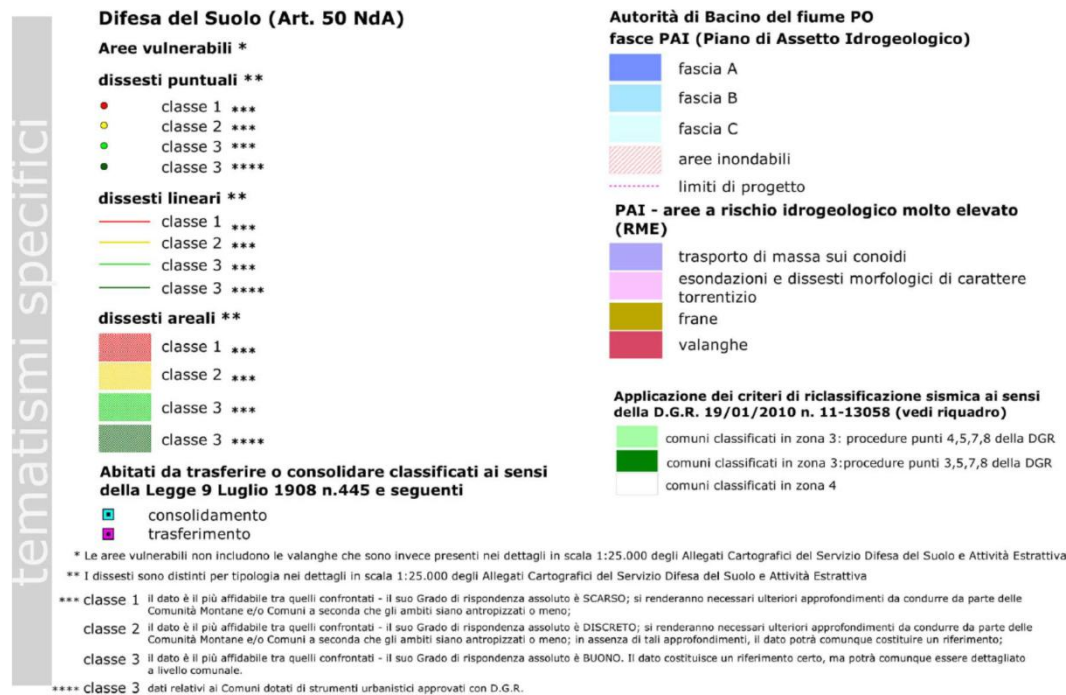 tematismi specifici
Difesa del Suolo (Art. 50 NdA)
Aree vulnerabili *
dissesti puntuali **
classe 1 ***
classe 2 ***
classe 3 ***
classe 3 ****
dissesti lineari **
classe 1 ***
classe 2 ***
classe 3 ***
classe 3 ****
dissesti areali **
classe 1 ***
classe 2 ***
classe 3 ***
classe 3 ****
Abitati da trasferire o consolidare classificati ai sensi
della Legge 9 Luglio 1908 n.445 e seguenti
consolidamento
trasferimento
Autorità di Bacino del fiume PO
fasce PAI (Piano di Assetto Idrogeologico)
fascia A
fascia B
fascia C
aree inondabili
limiti di progetto
PAI - aree a rischio idrogeologico molto elevato
(RME)
trasporto di massa sui conoidi
esondazioni e dissesti morfologici di carattere
torrentizio
frane
valanghe
Applicazione dei criteri di riclassificazione sismica ai sensi
della D.G.R. 19/01/2010 n. 11-13058 (vedi riquadro)
comuni classificati in zona 3: procedure punti 4,5,7,8 della DGR
comuni classificati in zona 3:procedure punti 3,5,7,8 della DGR
comuni classificati in zona 4
* Le aree vulnerabili non includono le valanghe che sono invece presenti nei dettagli in scala 1:25.000 degli Allegati Cartografici del Servizio Difesa del Suolo e Attività Estrattiva
** I dissesti sono distinti per tipologia nei dettagli in scala 1:25.000 degli Allegati Cartografici del Servizio Difesa del Suolo e Attività Estrattiva
*** classe 1 il dato è il più affidabile tra quelli confrontati - il suo Grado di rispondenza assoluto è SCARSO; si renderanno necessari ulteriori approfondimenti da condurre da parte delle
Comunità Montane e/o Comuni a seconda che gli ambiti siano antropizzati o meno;
classe 2 il dato è il più affidabile tra quelli confrontati - il suo Grado di rispondenza assoluto è DISCRETO; si renderanno necessari ulteriori approfondimenti da condurre da parte delle
Comunità Montane e/o Comuni a seconda che gli ambiti siano antropizzati o meno; in assenza di tali approfondimenti, il dato potrà comunque costituire un riferimento;
classe 3 il dato è il più affidabile tra quelli confrontati - il suo Grado di rispondenza assoluto è BUONO. Il dato costituisce un riferimento certo, ma potrà comunque essere dettagliato
a livello comunale.
**** classe 3 dati relativi ai Comuni dotati di strumenti urbanistici approvati con D.G.R.